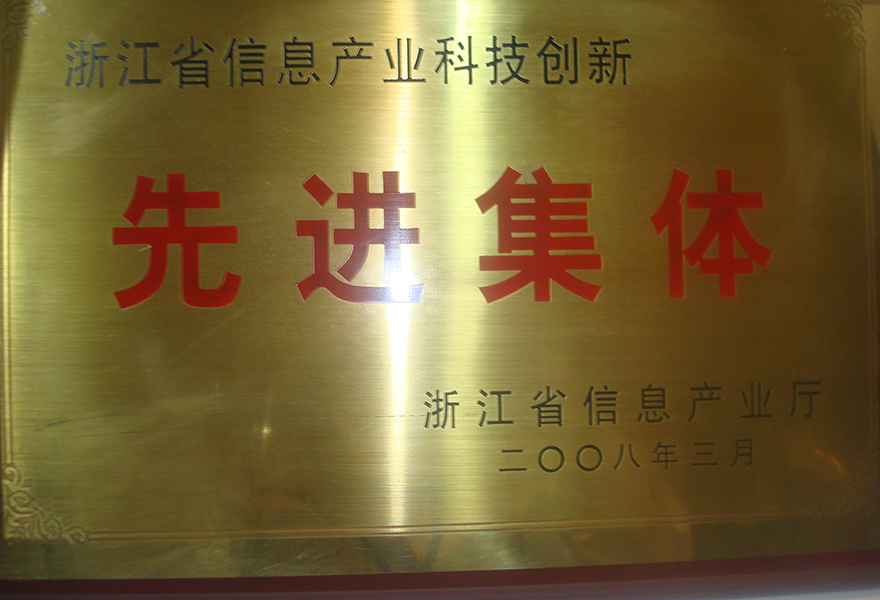 浙江省信息产业科技创新
先进集体
浙江省信息产业厅
二〇〇八年三月